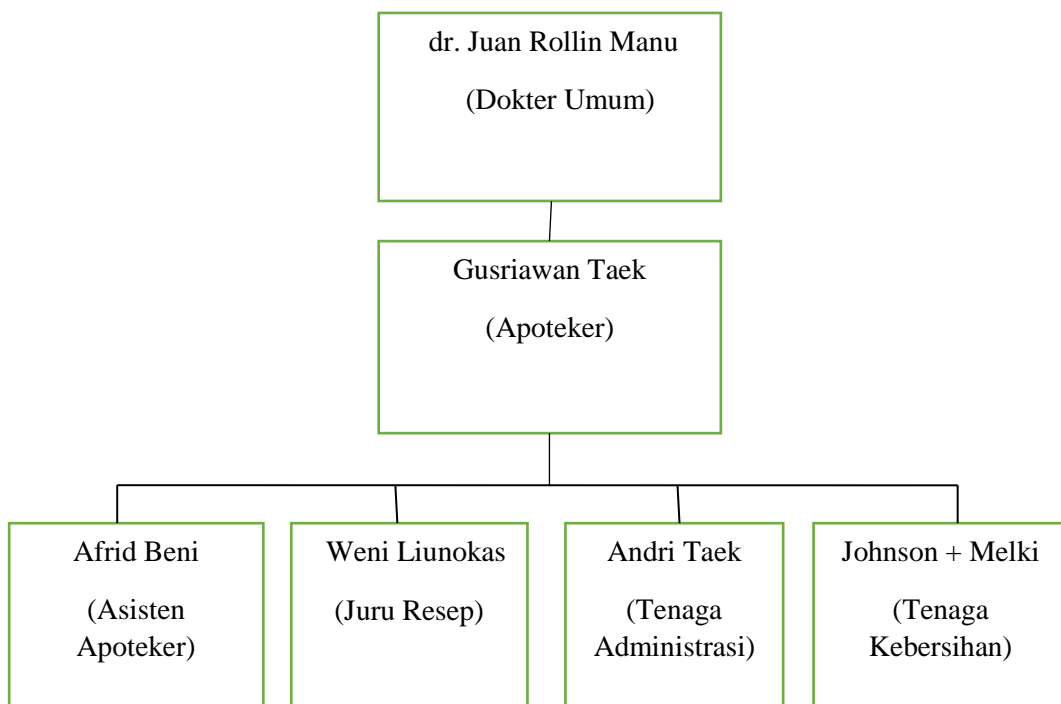 dr. Juan Rollin Manu
(Dokter Umum)
Gusriawan Taek
(Apoteker)
Afrid Beni
(Asisten
Apoteker)
Weni Liunokas
(Juru Resep)
Andri Taek
(Tenaga
Administrasi)
Johnson + Melki
(Tenaga
Kebersihan)